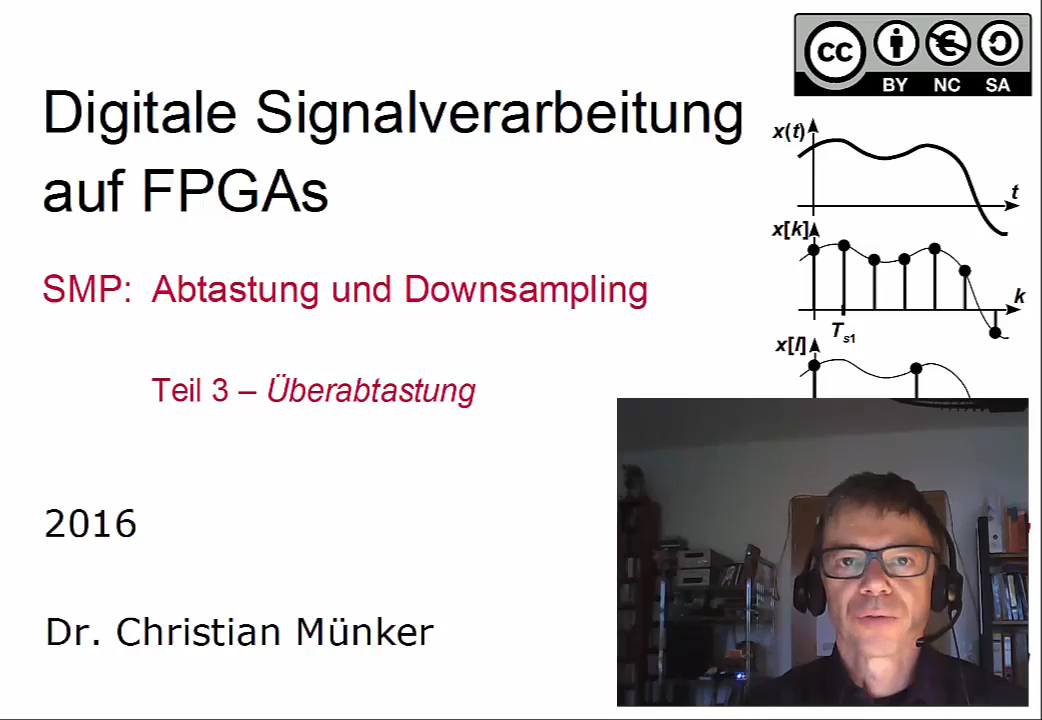 Digitale Signalverarbeitung
auf FPGAs
SMP: Abtastung und Downsampling
Teil 3 – Überabtastung
2016
Dr. Christian Münker
cc
BY NC SA
x(t)
t
x[k]
k
Ts1
x[l]